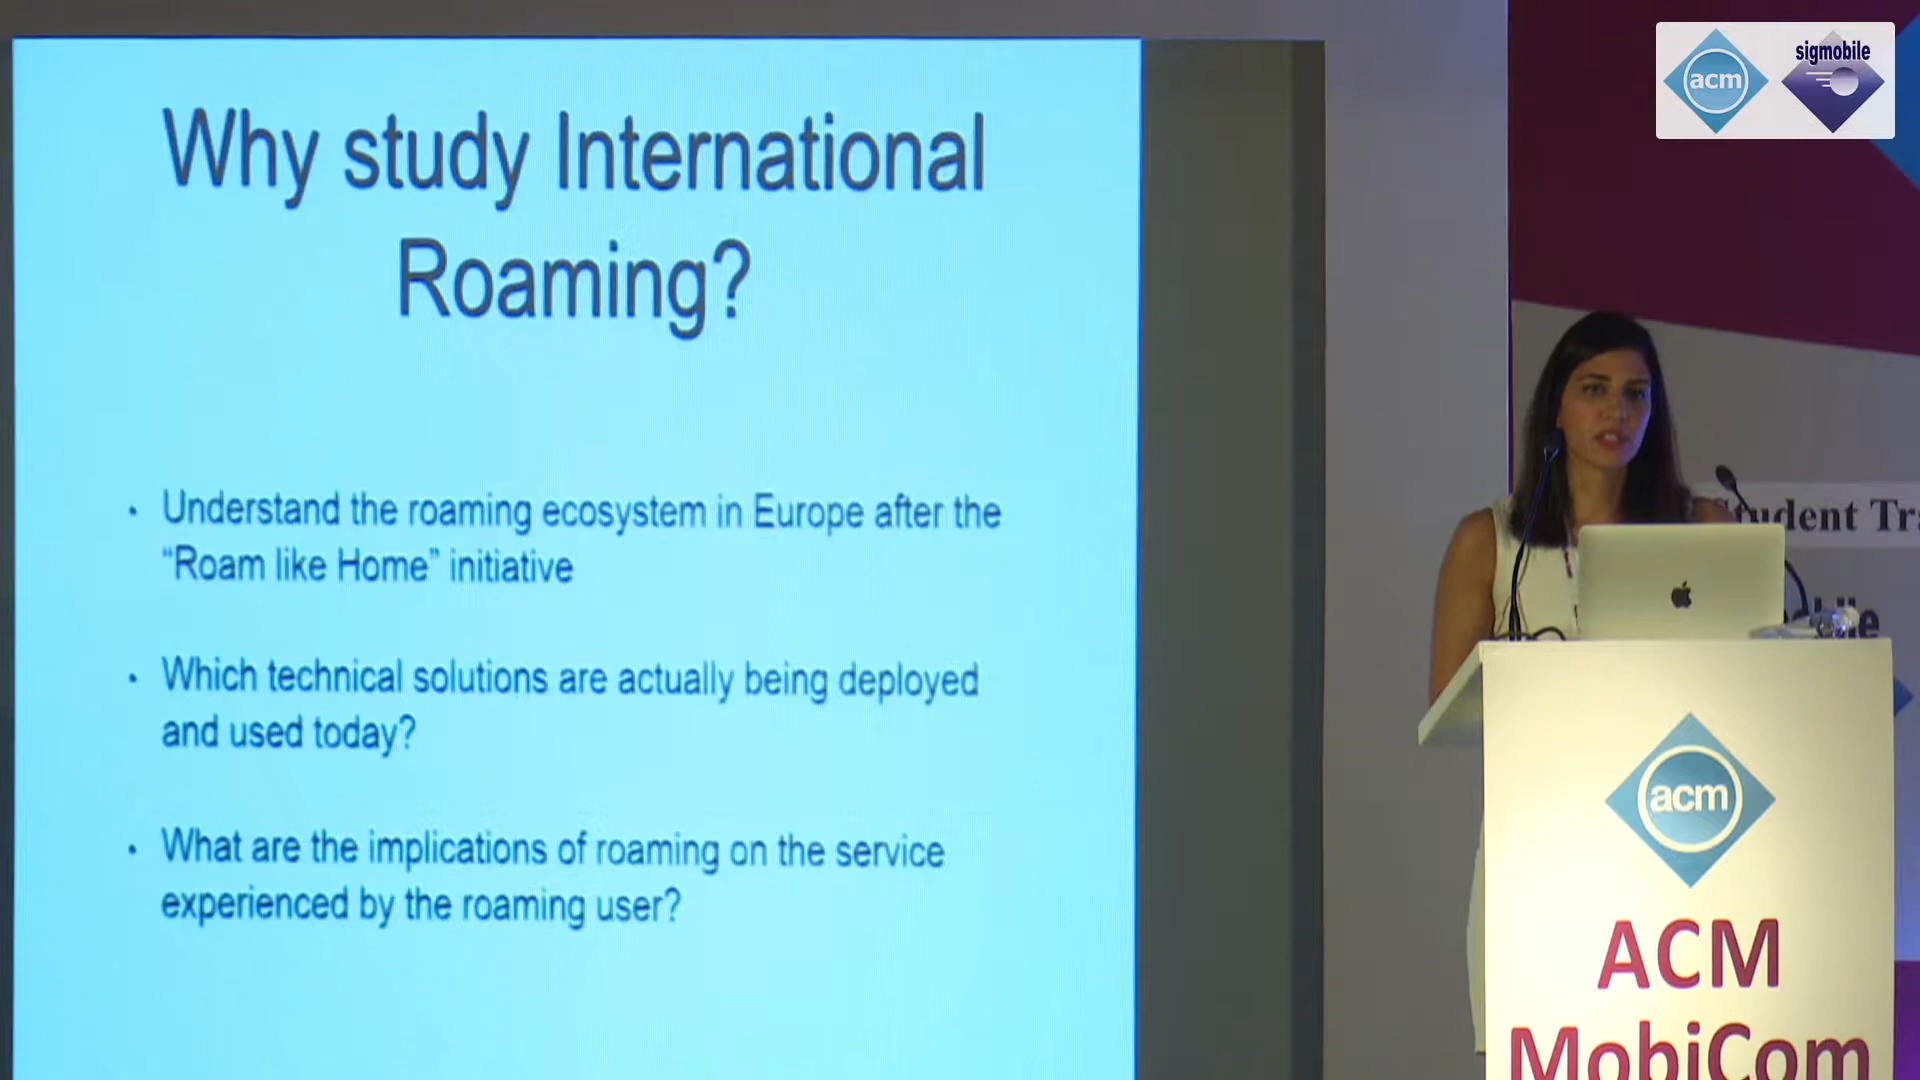 Why study International
Roaming?
• Understand the roaming ecosystem in Europe after the
“Roam like Home” initiative
• Which technical solutions are actually being deployed
and used today?
• What are the implications of roaming on the service
experienced by the roaming user?
acm
sigmobile
Student
acm
ACM
MobiCom